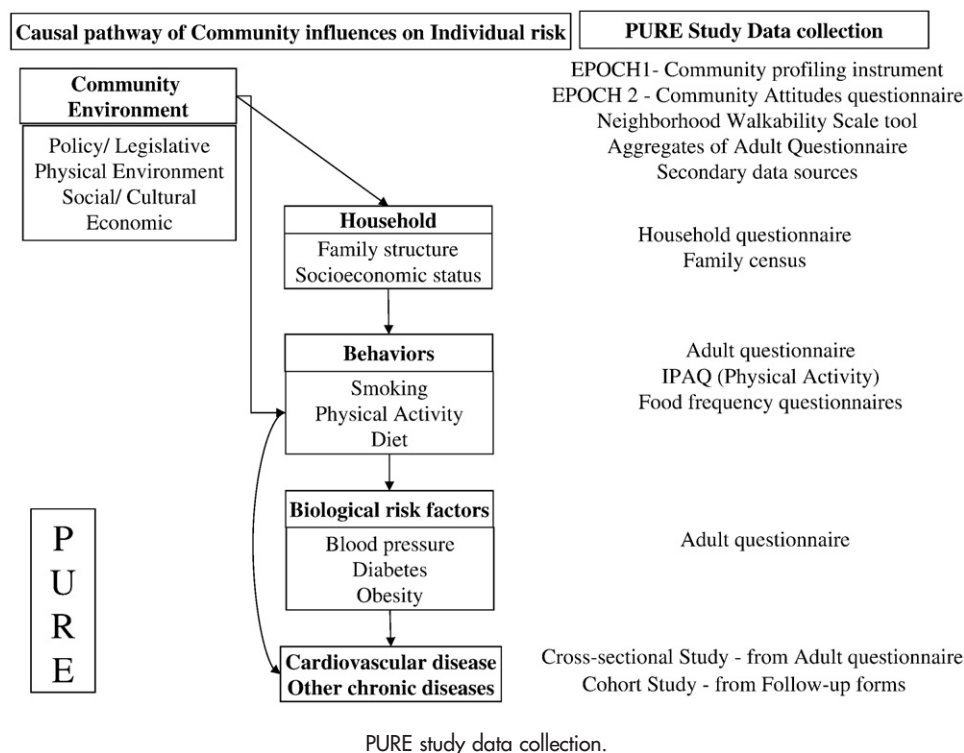 Causal pathway of Community influences on Individual risk
PURE Study Data collection
Community
Environment
Policy/ Legislative
Physical Environment
Social/ Cultural
Economic
EPOCH1- Community profiling instrument
EPOCH 2 - Community Attitudes questionnaire
Neighborhood Walkability Scale tool
Aggregates of Adult Questionnaire
Secondary data sources
Household
Family structure
Socioeconomic status
Household questionnaire
Family census
Behaviors
Smoking
Physical Activity
Diet
Adult questionnaire
IPAQ (Physical Activity)
Food frequency questionnaires
Biological risk factors
Blood pressure
Diabetes
Obesity
Adult questionnaire
P
U
R
E
Cardiovascular disease
Other chronic diseases
Cross-sectional Study - from Adult questionnaire
Cohort Study - from Follow-up forms
PURE study data collection.